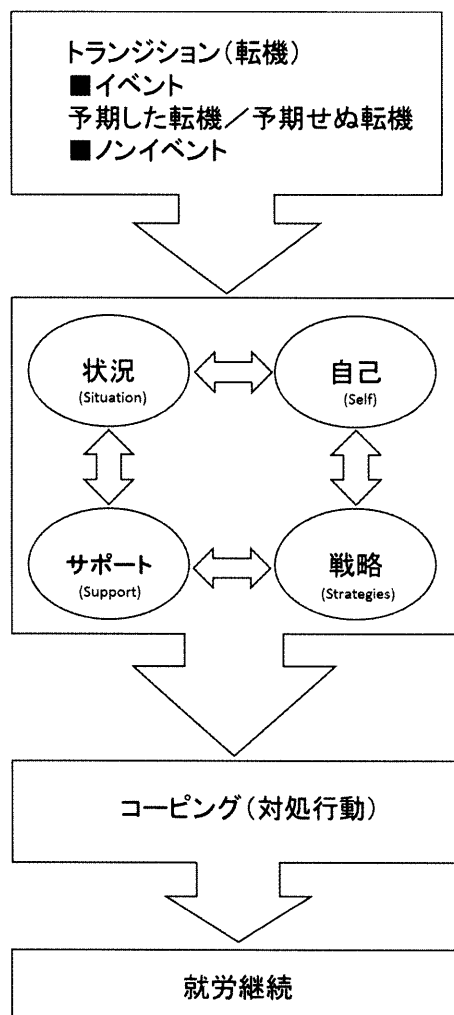 トランジション（転機）
■イベント
予期した転機／予期せぬ転機
■ノンイベント
状況
(Situation)
自己
(Self)
サポート
(Support)
戦略
(Strategies)
コーピング（対処行動）
就労継続